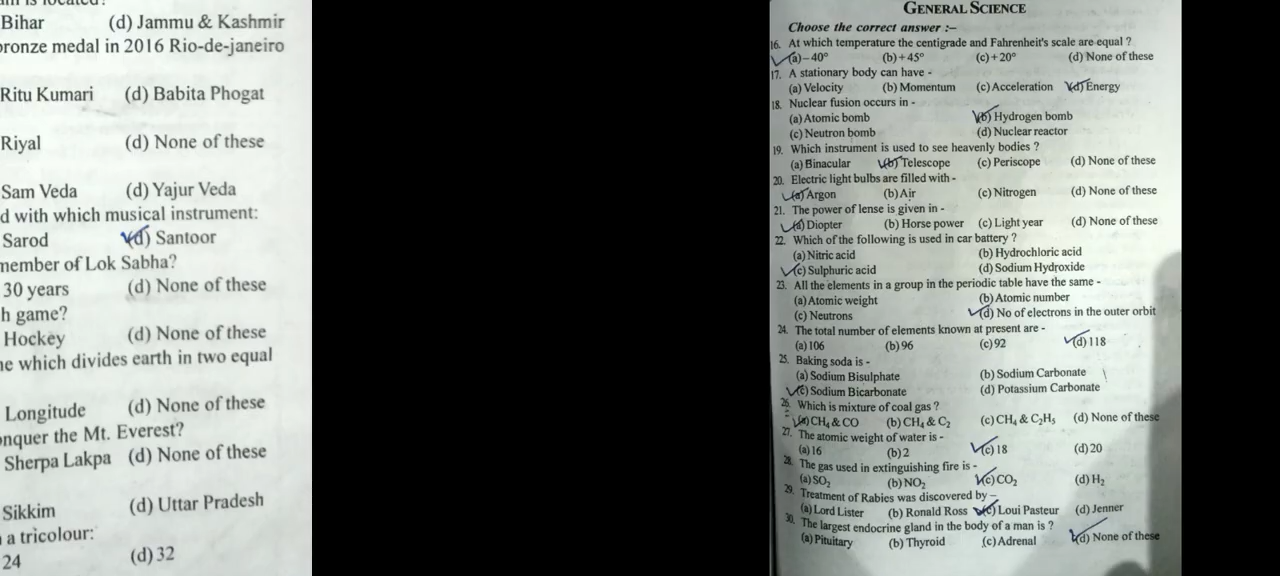 Bihar (d) Jammu & Kashmir
bronze medal in 2016 Rio-de-janeiro
Ritu Kumari (d) Babita Phogat
Riyal (d) None of these
Sam Veda (d) Yajur Veda
d with which musical instrument:
Sarod (d) Santoor
member of Lok Sabha?
30 years (d) None of these
h game?
Hockey (d) None of these
ne which divides earth in two equal
Longitude (d) None of these
onquer the Mt. Everest?
Sherpa Lakpa (d) None of these
Sikkim (d) Uttar Pradesh
a tricolour:
24 (d) 32
GENERAL SCIENCE
Choose the correct answer :–
16. At which temperature the centigrade and Fahrenheit's scale are equal ?
(a) – 40° (b) + 45° (c) + 20° (d) None of these
17. A stationary body can have -
(a) Velocity (b) Momentum (c) Acceleration (d) Energy
18. Nuclear fusion occurs in -
(a) Atomic bomb (b) Hydrogen bomb
(c) Neutron bomb (d) Nuclear reactor
19. Which instrument is used to see heavenly bodies ?
(a) Binacular (b) Telescope (c) Periscope (d) None of these
20. Electric light bulbs are filled with -
(a) Argon (b) Air (c) Nitrogen (d) None of these
21. The power of lense is given in -
(a) Diopter (b) Horse power (c) Light year (d) None of these
22. Which of the following is used in car battery ?
(a) Nitric acid (b) Hydrochloric acid
(c) Sulphuric acid (d) Sodium Hydroxide
23. All the elements in a group in the periodic table have the same -
(a) Atomic weight (b) Atomic number
(c) Neutrons (d) No of electrons in the outer orbit
24. The total number of elements known at present are -
(a) 106 (b) 96 (c) 92 (d) 118
25. Baking soda is -
(a) Sodium Bisulphate (b) Sodium Carbonate
(c) Sodium Bicarbonate (d) Potassium Carbonate
26. Which is mixture of coal gas ?
(a) CH₄ & CO (b) CH₄ & C₂ (c) CH₄ & C₂H₅ (d) None of these
27. The atomic weight of water is -
(a) 16 (b) 2 (c) 18 (d) 20
28. The gas used in extinguishing fire is -
(a) SO₂ (b) NO₂ (c) CO₂ (d) H₂
29. Treatment of Rabies was discovered by –
(a) Lord Lister (b) Ronald Ross (c) Loui Pasteur (d) Jenner
30. The largest endocrine gland in the body of a man is ?
(a) Pituitary (b) Thyroid (c) Adrenal (d) None of these